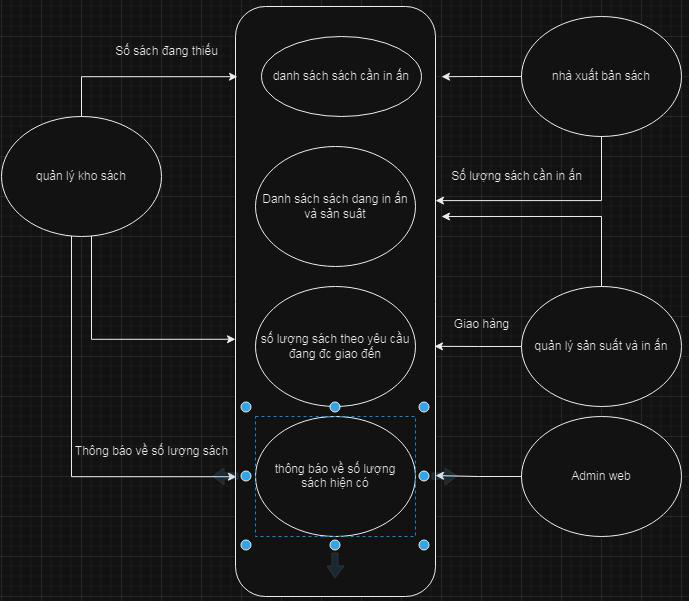 Số sách đang thiếu
danh sách sách cần in ấn
nhà xuất bản sách
quản lý kho sách
Số lượng sách cần in ấn
Danh sách sách dang in ấn
và sản suât
Giao hàng
số lượng sách theo yêu cầu
đang đc giao đến
quản lý sản suất và in ấn
Thông báo về số lượng sách
thông báo về số lượng
sách hiện có
Admin web